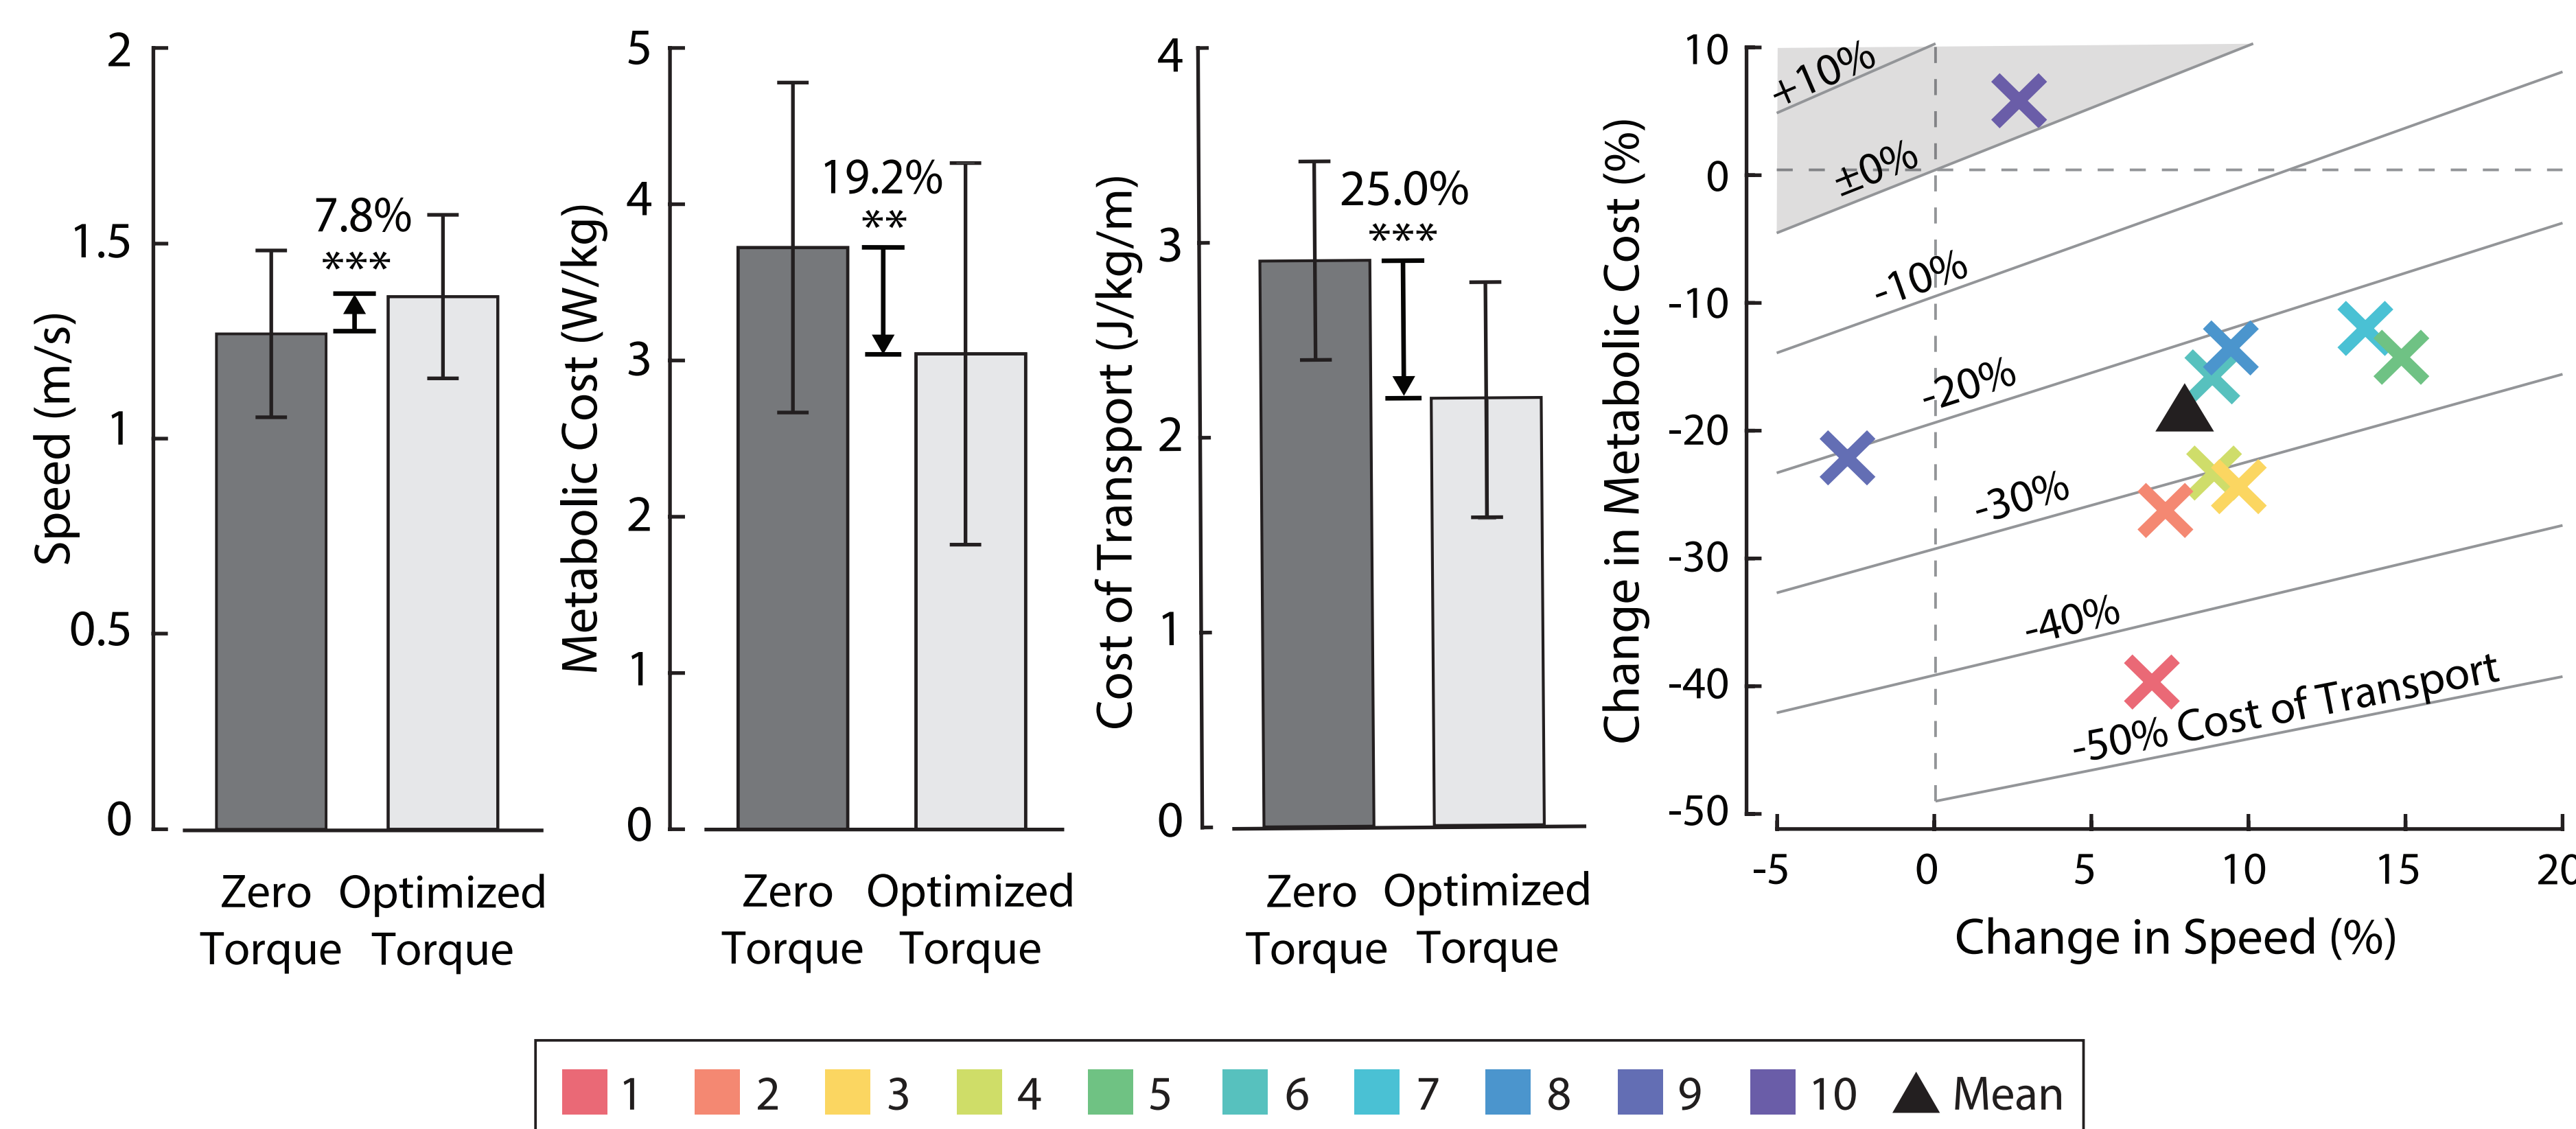 Speed (m/s)
2
1.5
1
0.5
0
7.8%
***
Zero Torque
Optimized Torque
Metabolic Cost (W/kg)
5
4
3
2
1
0
19.2%
**
Zero Torque
Optimized Torque
Cost of Transport (J/kg/m)
4
3
2
1
0
25.0%
***
Zero Torque
Optimized Torque
Change in Metabolic Cost (%)
10
0
-10
-20
-30
-40
-50
+10%
±0%
-10%
-20%
-30%
-40%
-50% Cost of Transport
-5 0 5 10 15 20
Change in Speed (%)
1 2 3 4 5 6 7 8 9 10 Mean